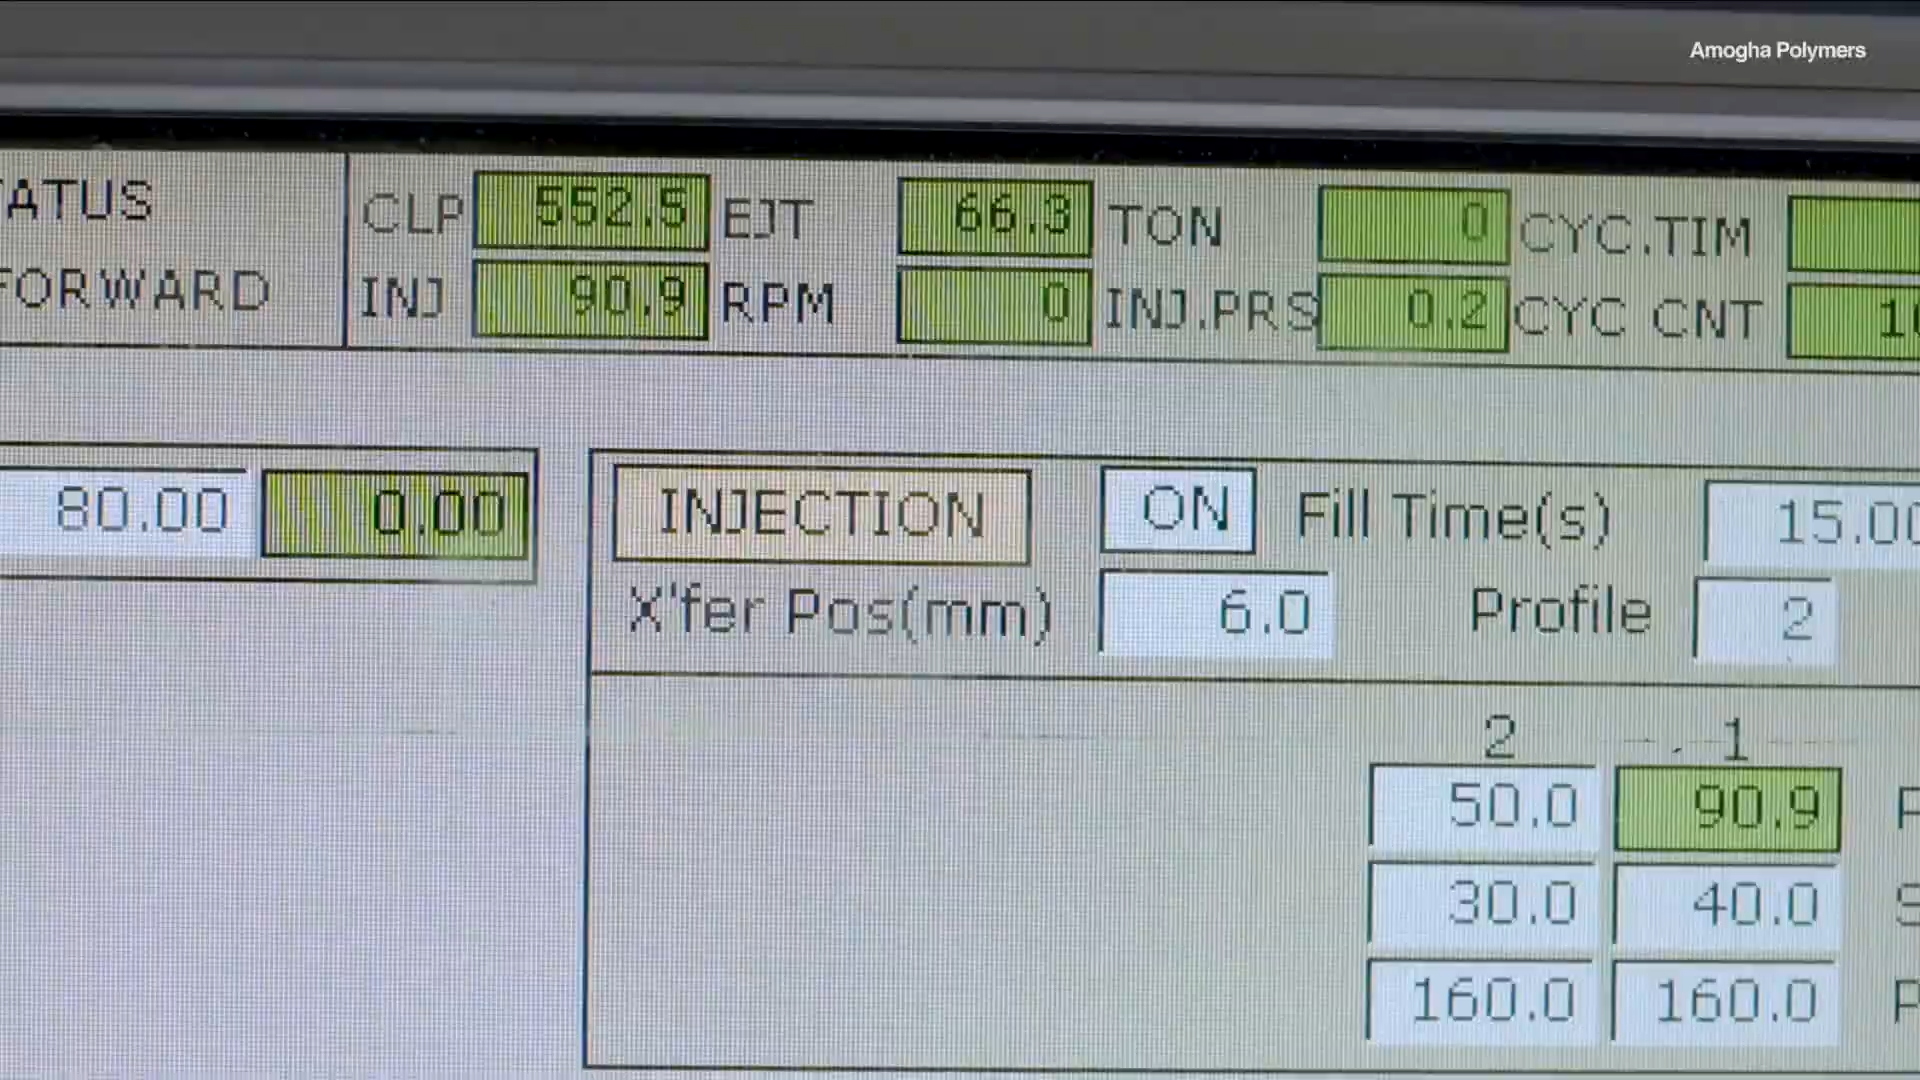 Amogha Polymers
ATUS CLP 552.5 EJT 66.3 TON 0 CYC.TIM
FORWARD INJ 90.9 RPM 0 INJ.PRS 0.2 CYC CNT 10
80.00 0.00 INJECTION ON Fill Time(s) 15.00
X'fer Pos(mm) 6.0 Profile 2
2 1
50.0 90.9 P
30.0 40.0 S
160.0 160.0 P